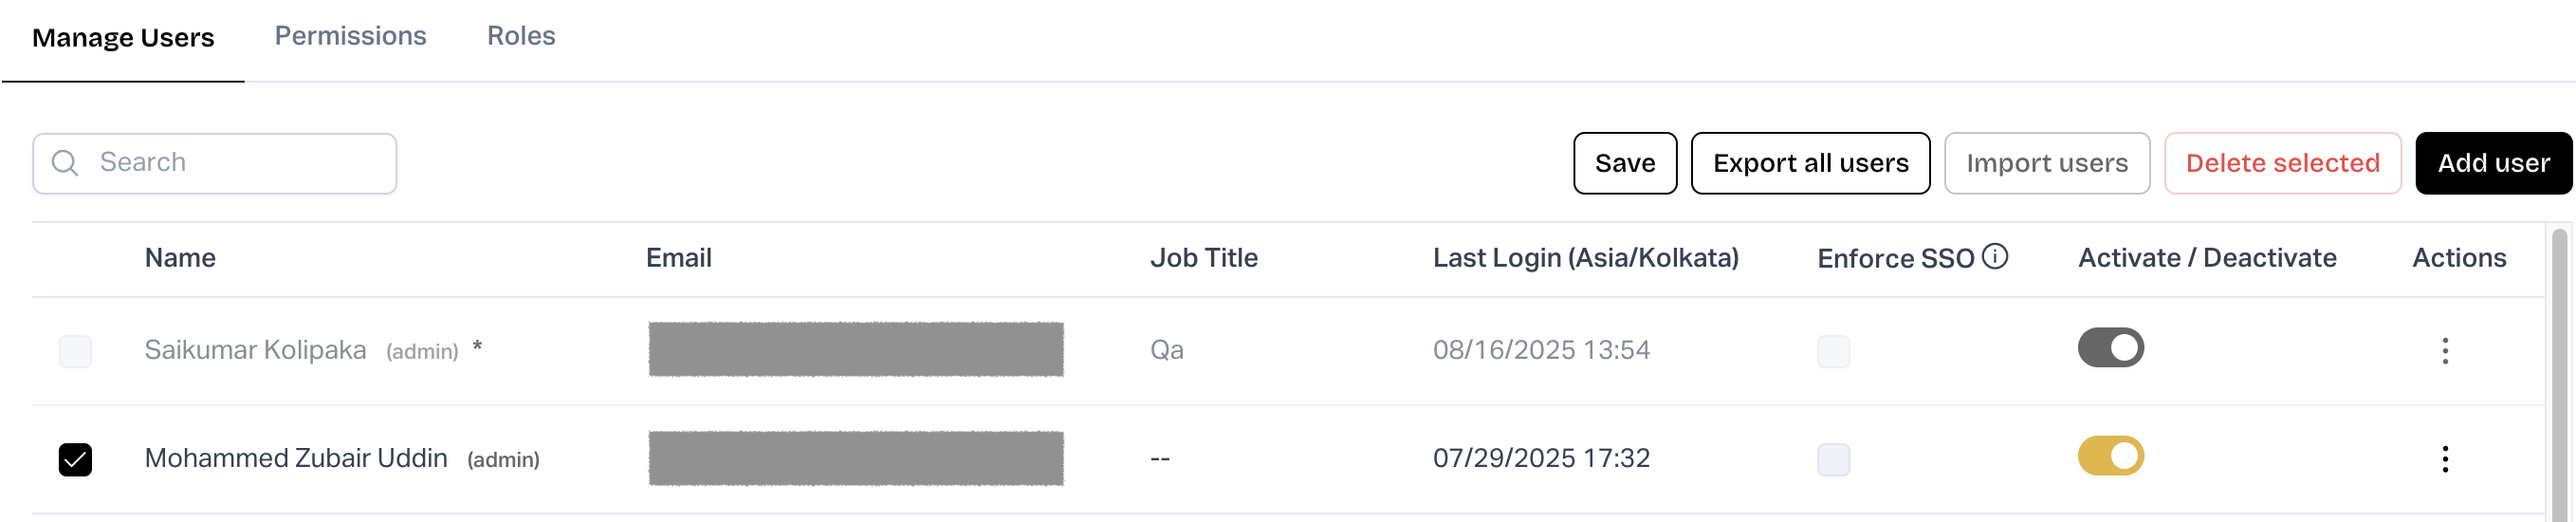 Manage Users Permissions Roles
Search Save Export all users Import users Delete selected Add user
Name Email Job Title Last Login (Asia/Kolkata) Enforce SSO Activate / Deactivate Actions
Saikumar Kolipaka (admin) * Qa 08/16/2025 13:54
Mohammed Zubair Uddin (admin) -- 07/29/2025 17:32